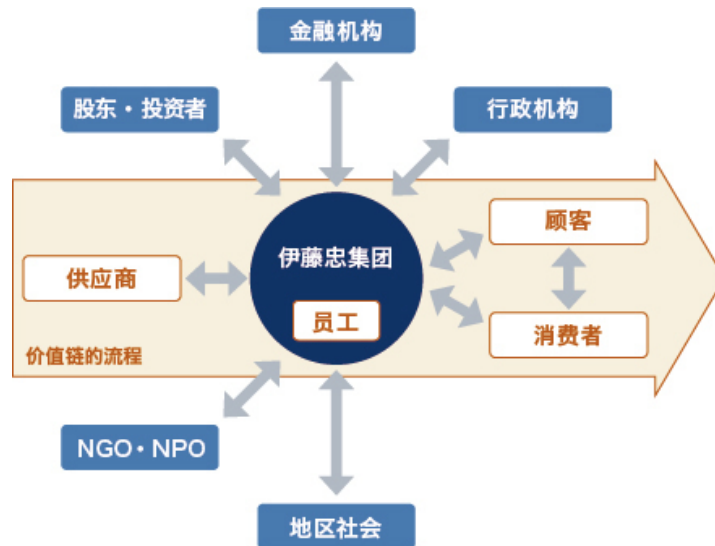 金融机构
股东・投资者
行政机构
顾客
伊藤忠集团
供应商
员工
消费者
价值链的流程
NGO・NPO
地区社会